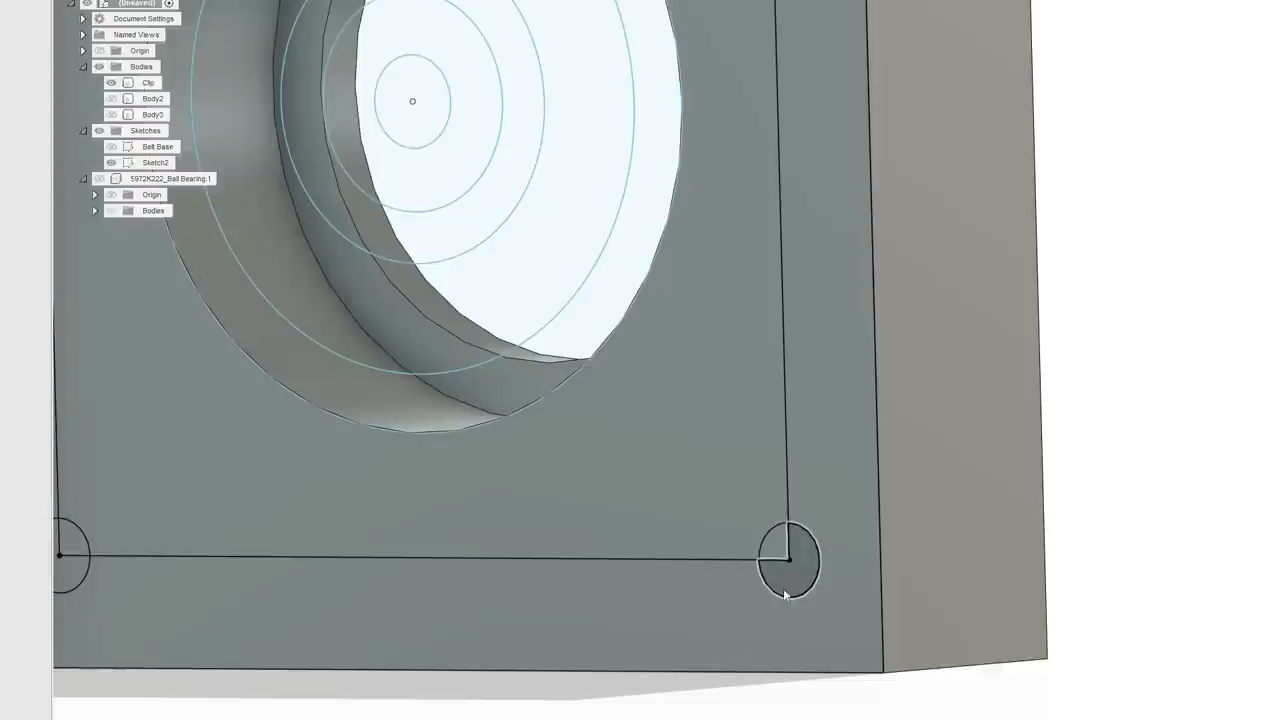 (Unsaved)
Document Settings
Named Views
Origin
Bodies
Clip
Body2
Body3
Sketches
Belt Base
Sketch2
5972K222_Ball Bearing:1
Origin
Bodies